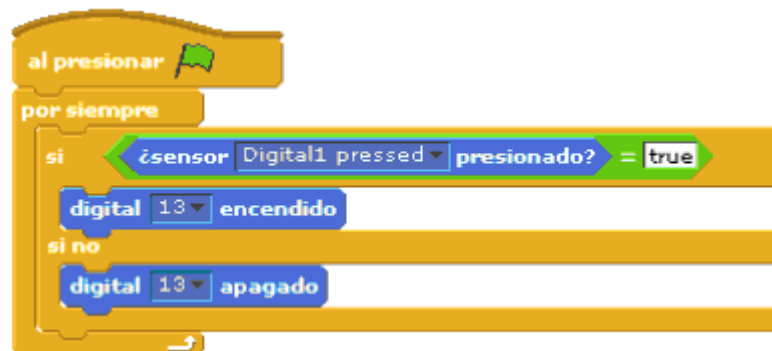 al presionar
por siempre
si ¿sensor Digital1 pressed presionado? = true
digital 13 encendido
si no
digital 13 apagado